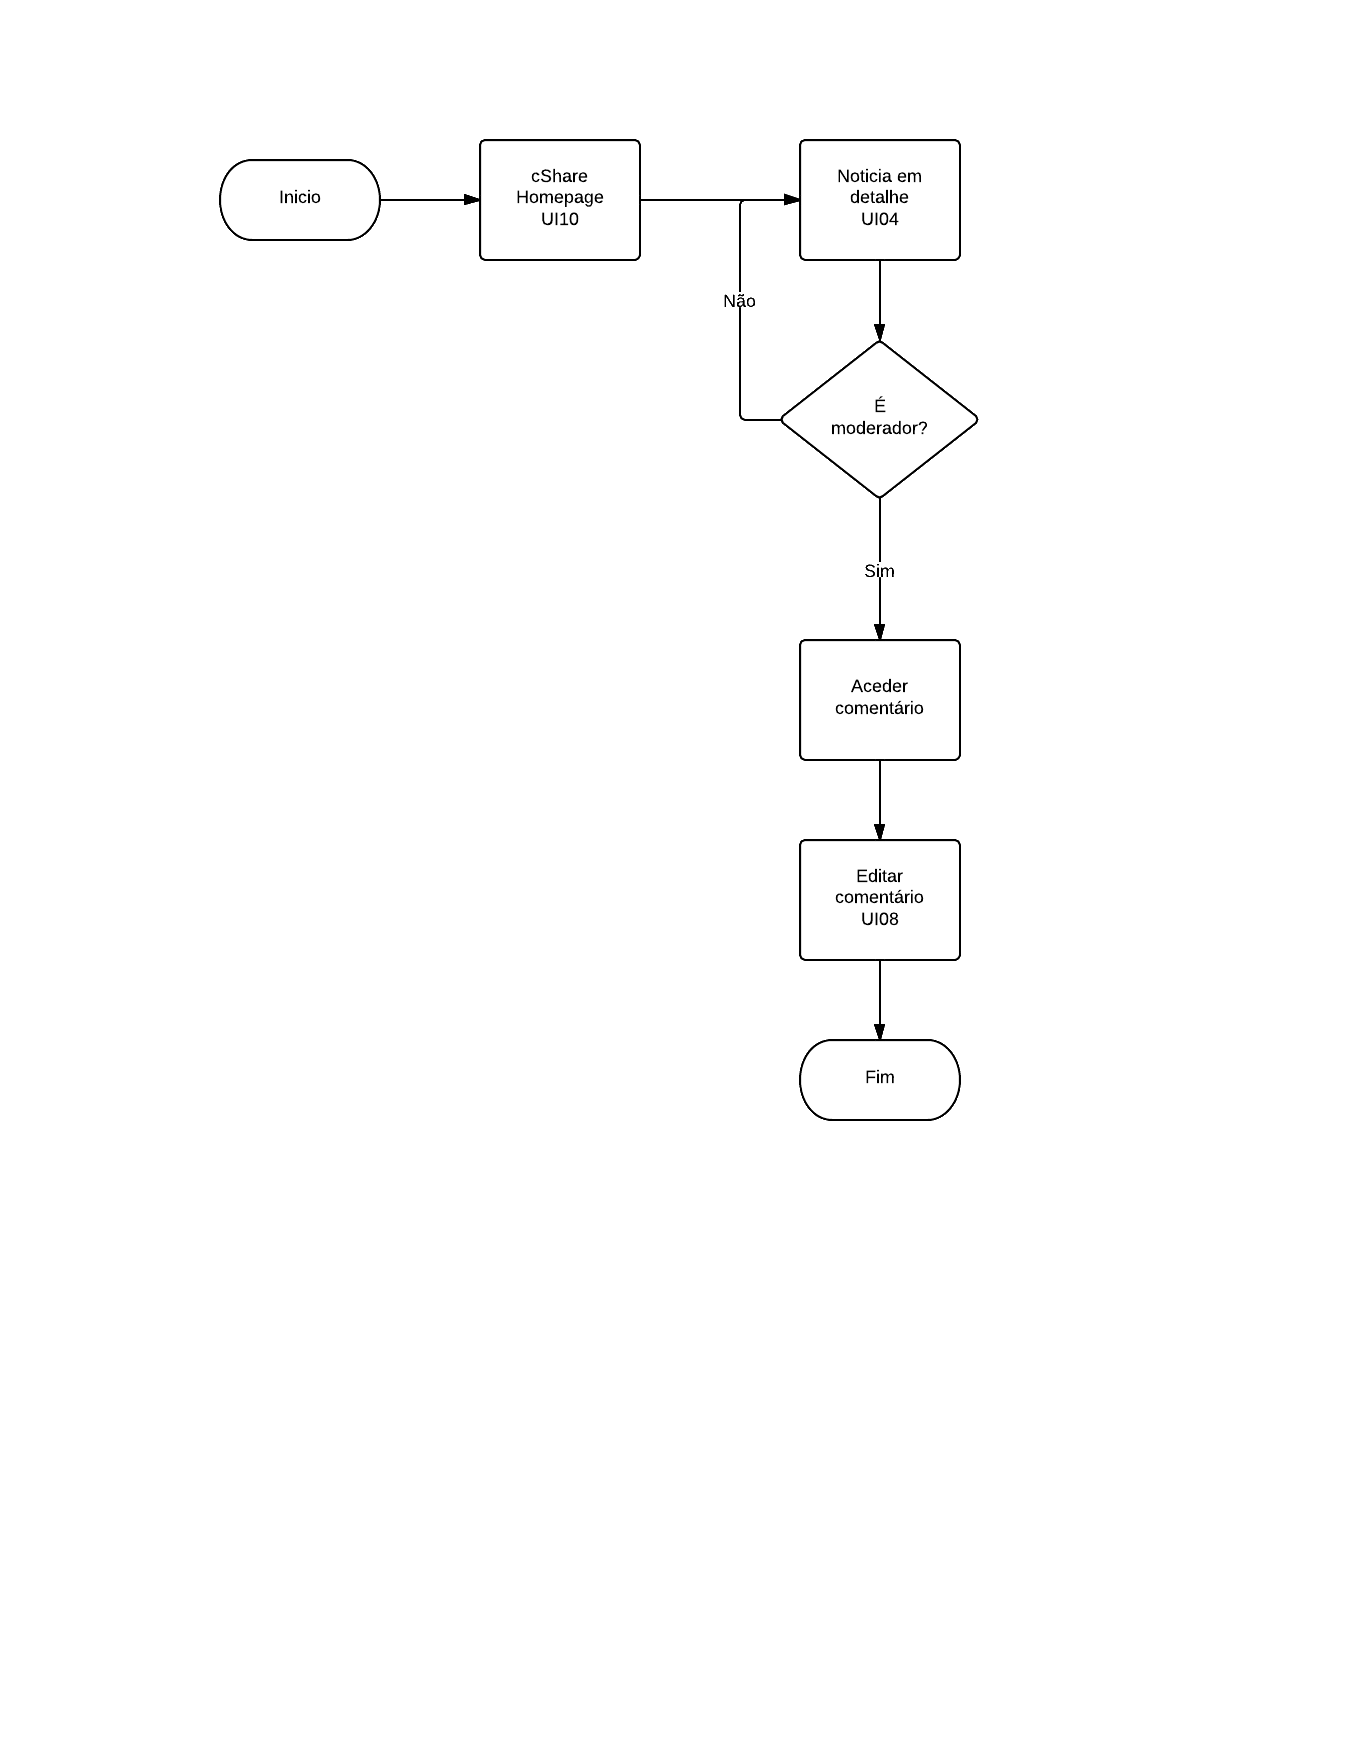 Inicio
cShare
Homepage
UI10
Noticia em
detalhe
UI04
Não
É
moderador?
Sim
Aceder
comentário
Editar
comentário
UI08
Fim